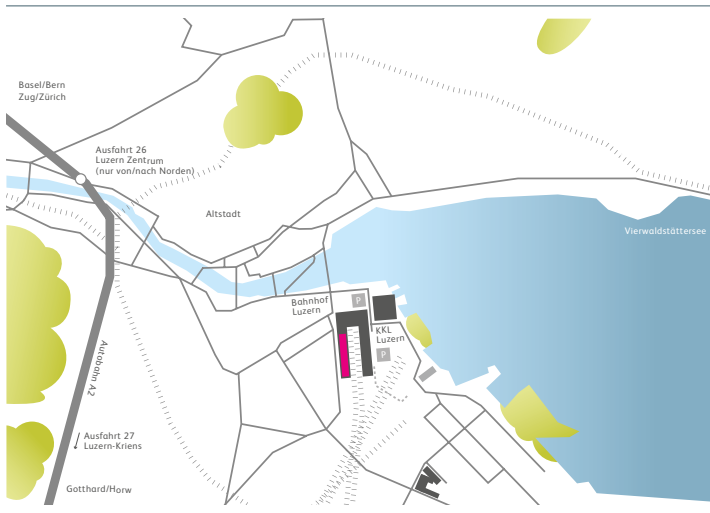 Basel/Bern
Zug/Zürich
Ausfahrt 26
Luzern Zentrum
(nur von/nach Norden)
Altstadt
Vierwaldstättersee
Bahnhof
Luzern
P
KKL
Luzern
P
Autobahn A2
Ausfahrt 27
Luzern-Kriens
Gotthard/Horw